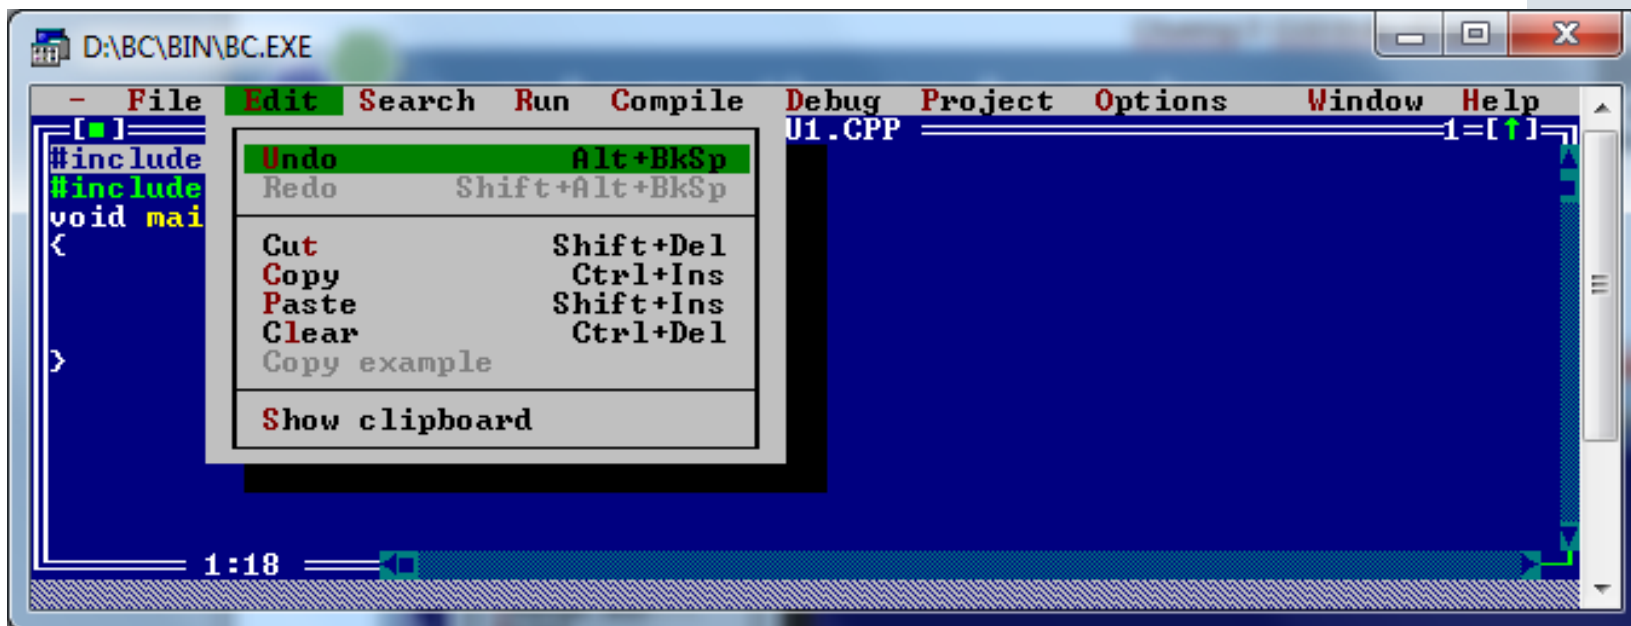 D:\BC\BIN\BC.EXE
- File Edit Search Run Compile Debug Project Options Window Help
[■] U1.CPP 1=[↑]
#include
#include
void mai
{
}
Undo Alt+BkSp
Redo Shift+Alt+BkSp
Cut Shift+Del
Copy Ctrl+Ins
Paste Shift+Ins
Clear Ctrl+Del
Copy example
Show clipboard
1:18